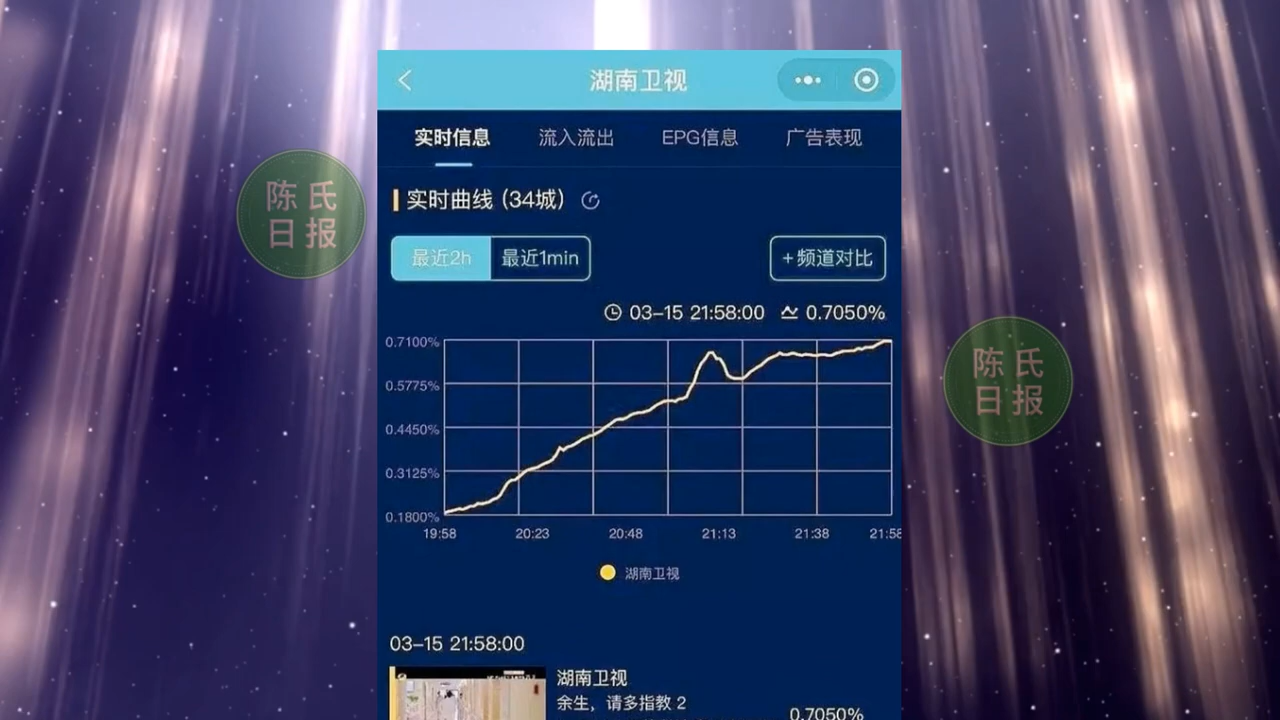 湖南卫视
实时信息 流入流出 EPG信息 广告表现
实时曲线 (34城)
最近2h 最近1min +频道对比
03-15 21:58:00 0.7050%
0.7100%
0.5775%
0.4450%
0.3125%
0.1800%
19:58 20:23 20:48 21:13 21:38 21:58
湖南卫视
03-15 21:58:00
湖南卫视
余生，请多指教 2
0.7050%
陈氏
日报
陈氏
日报